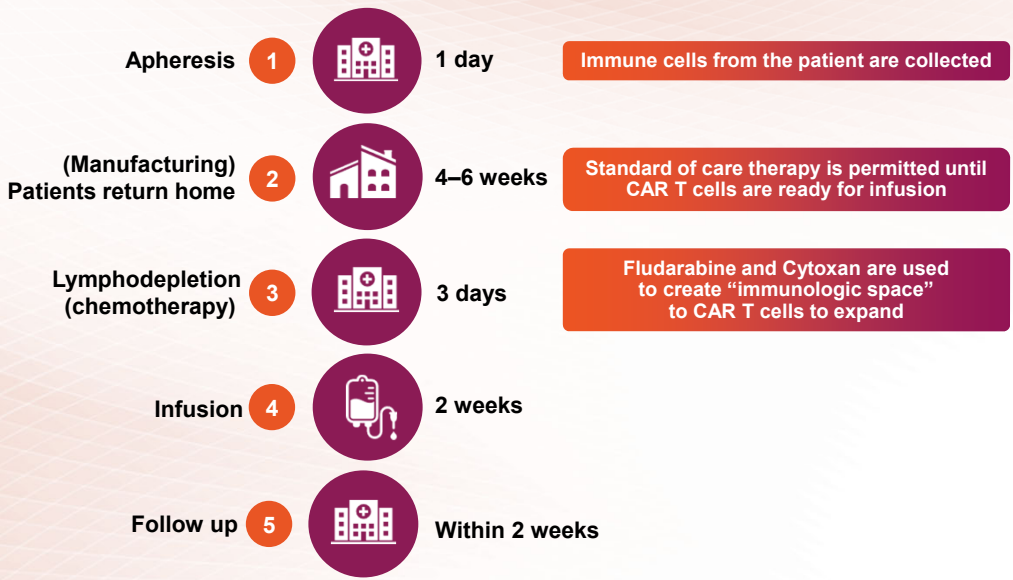 Apheresis 1 1 day Immune cells from the patient are collected
(Manufacturing)
Patients return home
2
4–6 weeks
Standard of care therapy is permitted until
CAR T cells are ready for infusion
Lymphodepletion
(chemotherapy)
3
3 days
Fludarabine and Cytoxan are used
to create “immunologic space”
to CAR T cells to expand
Infusion 4 2 weeks
Follow up 5 Within 2 weeks